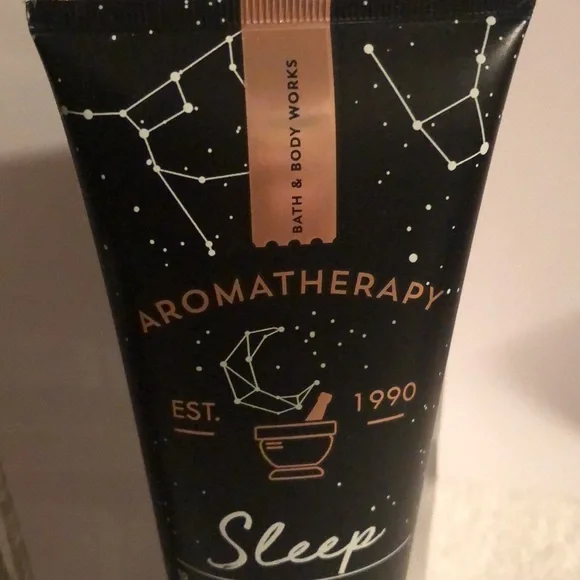 BATH & BODY WORKS
AROMATHERAPY
EST. 1990
Sleep